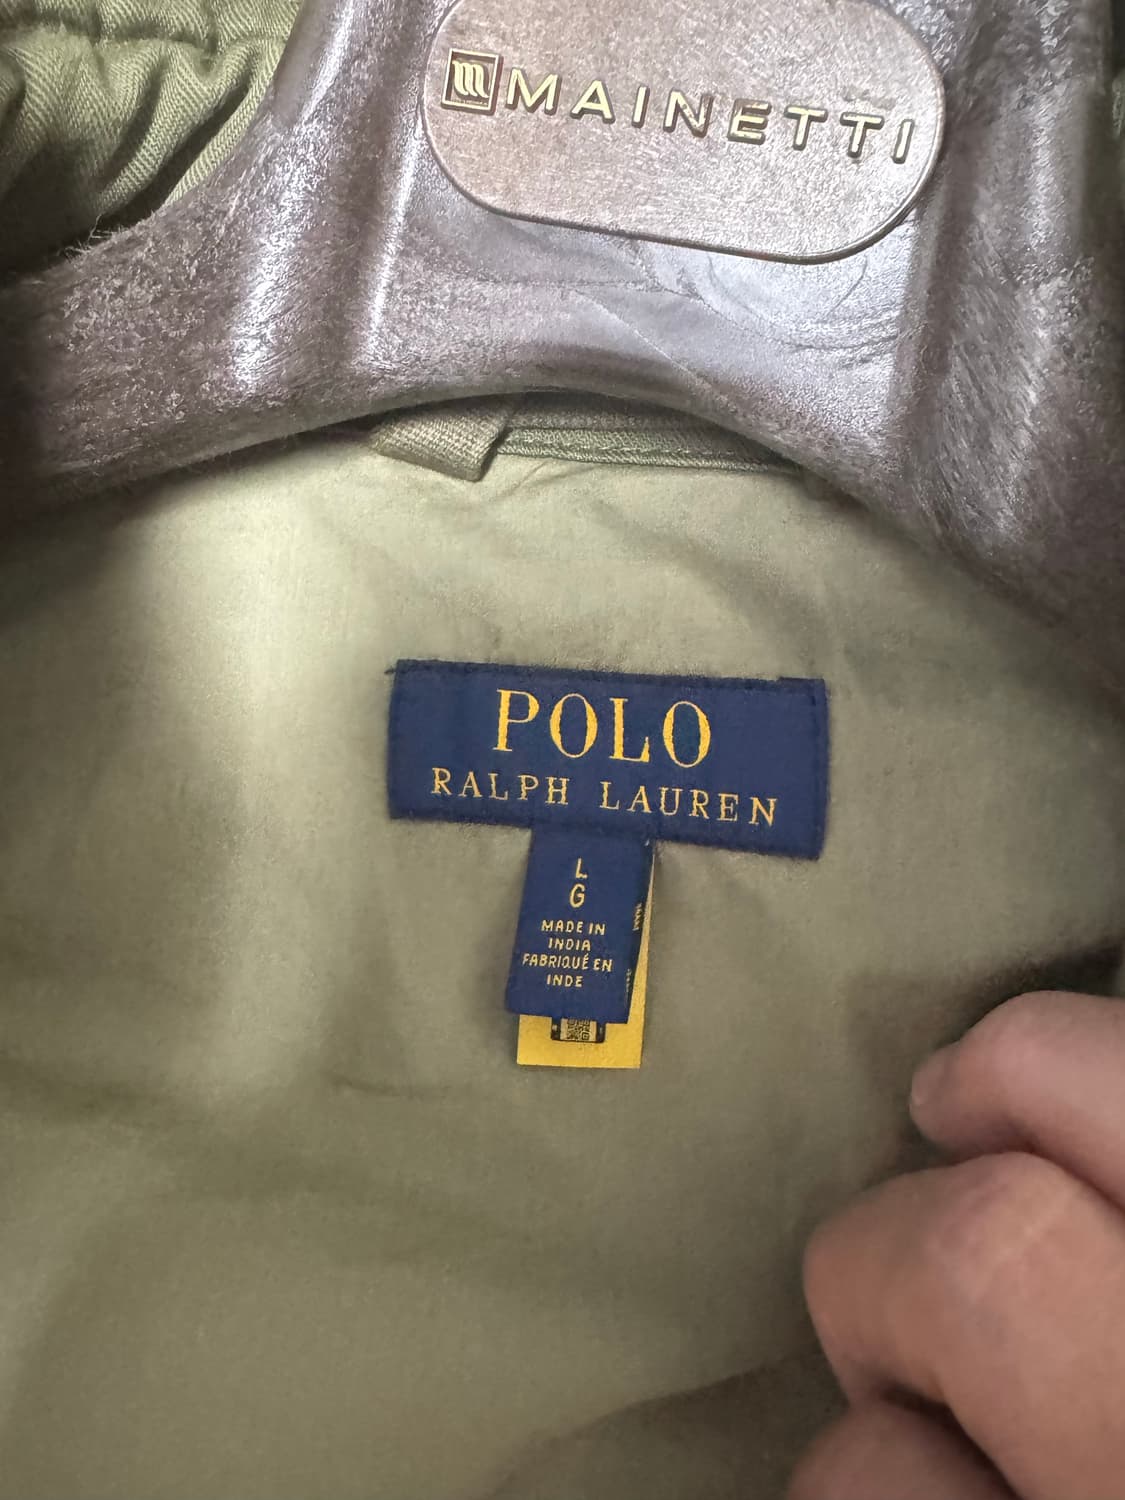 MAINETTI
POLO
RALPH LAUREN
L
G
MADE IN
INDIA
FABRIQUÉ EN
INDE